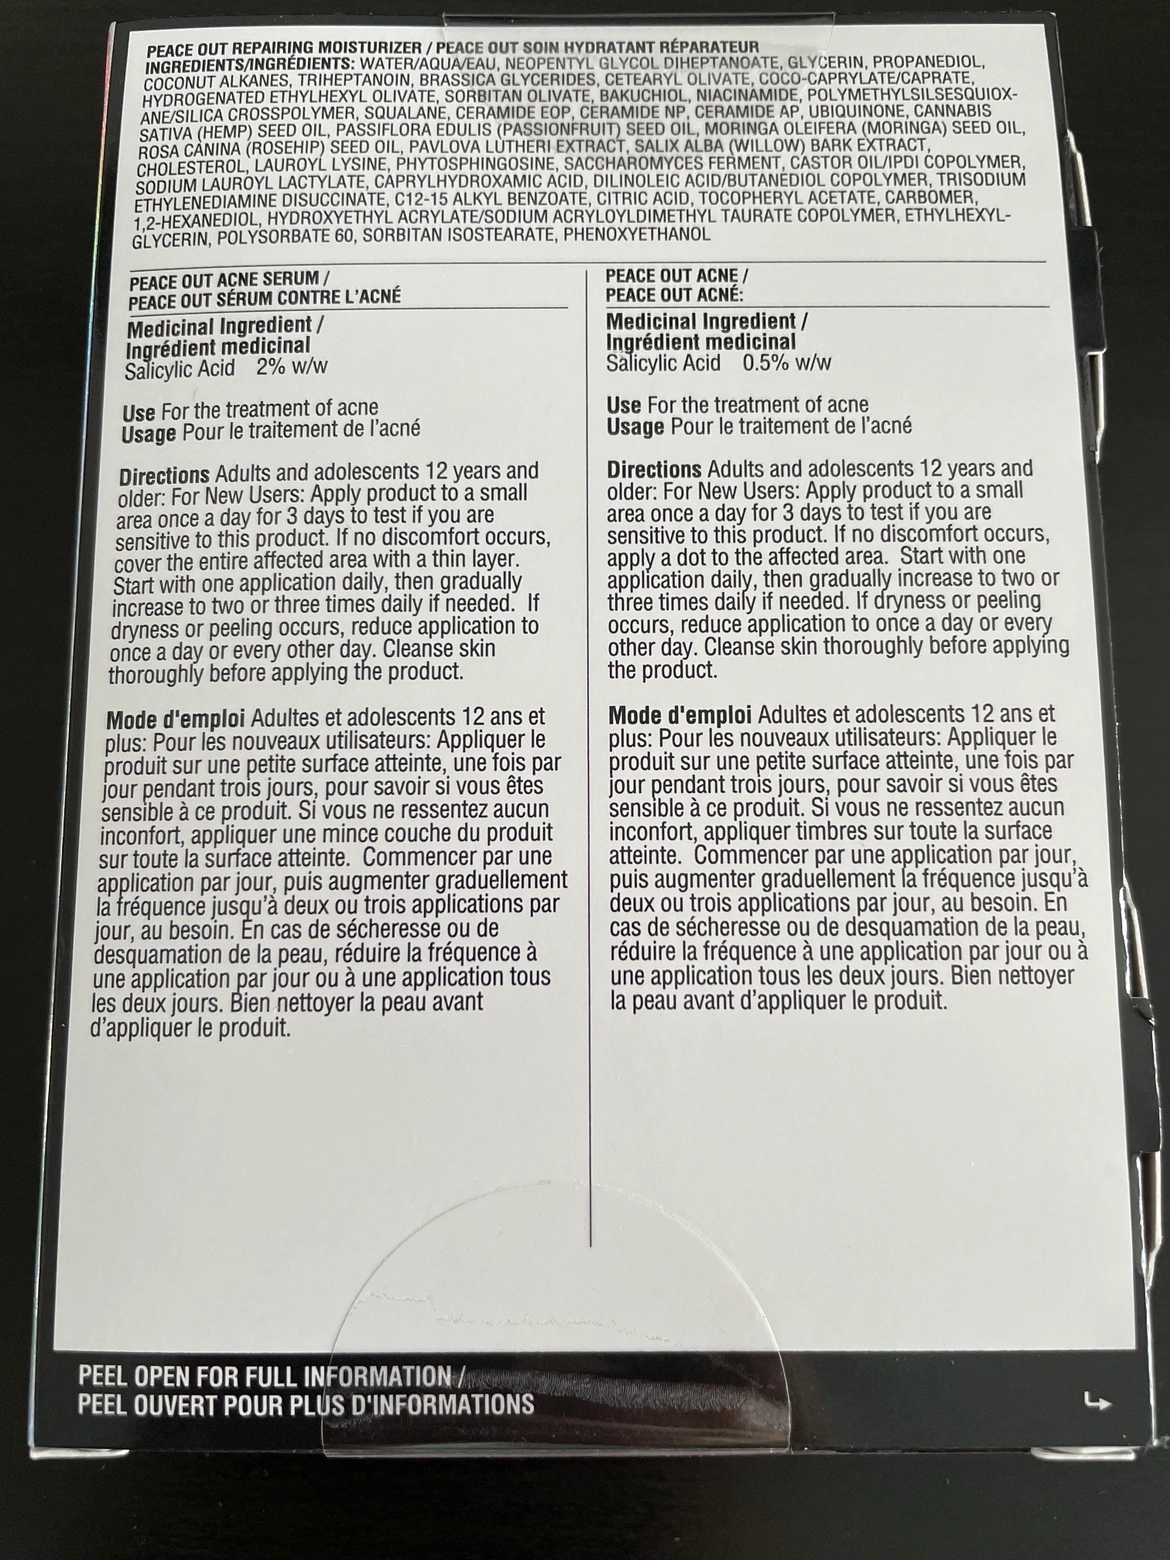 PEACE OUT REPAIRING MOISTURIZER / PEACE OUT SOIN HYDRATANT RÉPARATEUR
INGREDIENTS/INGRÉDIENTS: WATER/AQUA/EAU, NEOPENTYL GLYCOL DIHEPTANOATE, GLYCERIN, PROPANEDIOL,
COCONUT ALKANES, TRIHEPTANOIN, BRASSICA GLYCERIDES, CETEARYL OLIVATE, COCO-CAPRYLATE/CAPRATE,
HYDROGENATED ETHYLHEXYL OLIVATE, SORBITAN OLIVATE, BAKUCHIOL, NIACINAMIDE, POLYMETHYLSILSESQUIOX-
ANE/SILICA CROSSPOLYMER, SQUALANE, CERAMIDE EOP, CERAMIDE NP, CERAMIDE AP, UBIQUINONE, CANNABIS
SATIVA (HEMP) SEED OIL, PASSIFLORA EDULIS (PASSIONFRUIT) SEED OIL, MORINGA OLEIFERA (MORINGA) SEED OIL,
ROSA CANINA (ROSEHIP) SEED OIL, PAVLOVA LUTHERI EXTRACT, SALIX ALBA (WILLOW) BARK EXTRACT,
CHOLESTEROL, LAUROYL LYSINE, PHYTOSPHINGOSINE, SACCHAROMYCES FERMENT, CASTOR OIL/IPDI COPOLYMER,
SODIUM LAUROYL LACTYLATE, CAPRYLHYDROXAMIC ACID, DILINOLEIC ACID/BUTANEDIOL COPOLYMER, TRISODIUM
ETHYLENEDIAMINE DISUCCINATE, C12-15 ALKYL BENZOATE, CITRIC ACID, TOCOPHERYL ACETATE, CARBOMER,
1,2-HEXANEDIOL, HYDROXYETHYL ACRYLATE/SODIUM ACRYLOYLDIMETHYL TAURATE COPOLYMER, ETHYLHEXYL-
GLYCERIN, POLYSORBATE 60, SORBITAN ISOSTEARATE, PHENOXYETHANOL
PEACE OUT ACNE SERUM /
PEACE OUT SÉRUM CONTRE L'ACNÉ
Medicinal Ingredient /
Ingrédient medicinal
Salicylic Acid 2% w/w
Use For the treatment of acne
Usage Pour le traitement de l'acné
Directions Adults and adolescents 12 years and
older: For New Users: Apply product to a small
area once a day for 3 days to test if you are
sensitive to this product. If no discomfort occurs,
cover the entire affected area with a thin layer.
Start with one application daily, then gradually
increase to two or three times daily if needed. If
dryness or peeling occurs, reduce application to
once a day or every other day. Cleanse skin
thoroughly before applying the product.
Mode d'emploi Adultes et adolescents 12 ans et
plus: Pour les nouveaux utilisateurs: Appliquer le
produit sur une petite surface atteinte, une fois par
jour pendant trois jours, pour savoir si vous êtes
sensible à ce produit. Si vous ne ressentez aucun
inconfort, appliquer une mince couche du produit
sur toute la surface atteinte. Commencer par une
application par jour, puis augmenter graduellement
la fréquence jusqu'à deux ou trois applications par
jour, au besoin. En cas de sécheresse ou de
desquamation de la peau, réduire la fréquence à
une application par jour ou à une application tous
les deux jours. Bien nettoyer la peau avant
d'appliquer le produit.
PEACE OUT ACNE /
PEACE OUT ACNÉ:
Medicinal Ingredient /
Ingrédient medicinal
Salicylic Acid 0.5% w/w
Use For the treatment of acne
Usage Pour le traitement de l'acné
Directions Adults and adolescents 12 years and
older: For New Users: Apply product to a small
area once a day for 3 days to test if you are
sensitive to this product. If no discomfort occurs,
apply a dot to the affected area. Start with one
application daily, then gradually increase to two or
three times daily if needed. If dryness or peeling
occurs, reduce application to once a day or every
other day. Cleanse skin thoroughly before applying
the product.
Mode d'emploi Adultes et adolescents 12 ans et
plus: Pour les nouveaux utilisateurs: Appliquer le
produit sur une petite surface atteinte, une fois par
jour pendant trois jours, pour savoir si vous êtes
sensible à ce produit. Si vous ne ressentez aucun
inconfort, appliquer timbres sur toute la surface
atteinte. Commencer par une application par jour,
puis augmenter graduellement la fréquence jusqu'à
deux ou trois applications par jour, au besoin. En
cas de sécheresse ou de desquamation de la peau,
réduire la fréquence à une application par jour ou à
une application tous les deux jours. Bien nettoyer
la peau avant d'appliquer le produit.
PEEL OPEN FOR FULL INFORMATION /
PEEL OUVERT POUR PLUS D'INFORMATIONS